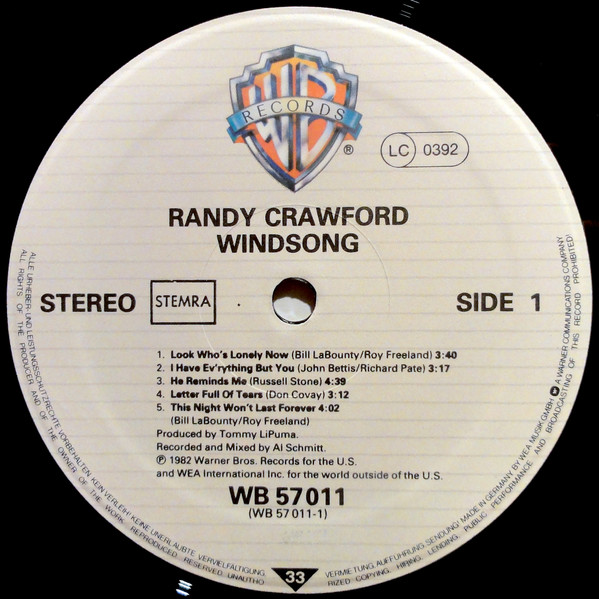 WB
RECORDS
®
LC 0392
RANDY CRAWFORD
WINDSONG
STEREO STEMRA SIDE 1
1. Look Who's Lonely Now (Bill LaBounty/Roy Freeland) 3:40
2. I Have Ev'rything But You (John Bettis/Richard Pate) 3:17
3. He Reminds Me (Russell Stone) 4:39
4. Letter Full Of Tears (Don Covay) 3:12
5. This Night Won't Last Forever 4:02
(Bill LaBounty/Roy Freeland)
Produced by Tommy LiPuma.
Recorded and Mixed by Al Schmitt.
℗ 1982 Warner Bros. Records for the U.S.
and WEA International Inc. for the world outside of the U.S.
WB 57 011
(WB 57 011-1)
33
ALLE URHEBER- UND LEISTUNGSSCHUTZRECHTE VORBEHALTEN. KEIN VERLEIH! KEINE UNERLAUBTE VERVIELFÄLTIGUNG, VERMIETUNG, AUFFÜHRUNG, SENDUNG! MADE IN GERMANY BY WEA MUSIK GMBH A WARNER COMMUNICATIONS COMPANY
ALL RIGHTS OF THE PRODUCER AND OF THE OWNER OF THE WORK REPRODUCED RESERVED. UNAUTHORIZED COPYING, HIRING, LENDING, PUBLIC PERFORMANCE AND BROADCASTING OF THIS RECORD PROHIBITED!